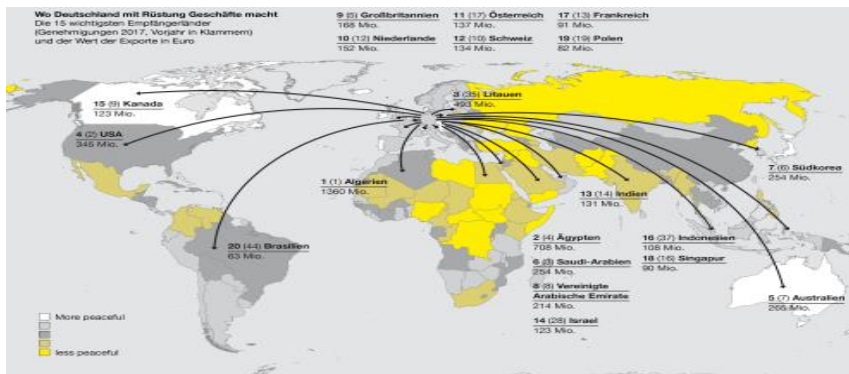 Wo Deutschland mit Rüstung Geschäfte macht
Die 15 wichtigsten Empfängerländer
(Genehmigungen 2017, Vorjahr in Klammern)
und der Wert der Exporte in Euro
9 (5) Großbritannien
168 Mio.
10 (12) Niederlande
152 Mio.
11 (17) Österreich
137 Mio.
12 (10) Schweiz
134 Mio.
17 (13) Frankreich
91 Mio.
19 (19) Polen
82 Mio.
3 (35) Litauen
493 Mio.
15 (9) Kanada
123 Mio.
4 (2) USA
345 Mio.
1 (1) Algerien
1360 Mio.
7 (6) Südkorea
254 Mio.
13 (14) Indien
131 Mio.
20 (44) Brasilien
63 Mio.
2 (4) Ägypten
708 Mio.
6 (3) Saudi-Arabien
254 Mio.
8 (8) Vereinigte
Arabische Emirate
214 Mio.
14 (28) Israel
123 Mio.
16 (37) Indonesien
108 Mio.
18 (16) Singapur
90 Mio.
5 (7) Australien
Mio.
More peaceful
less peaceful